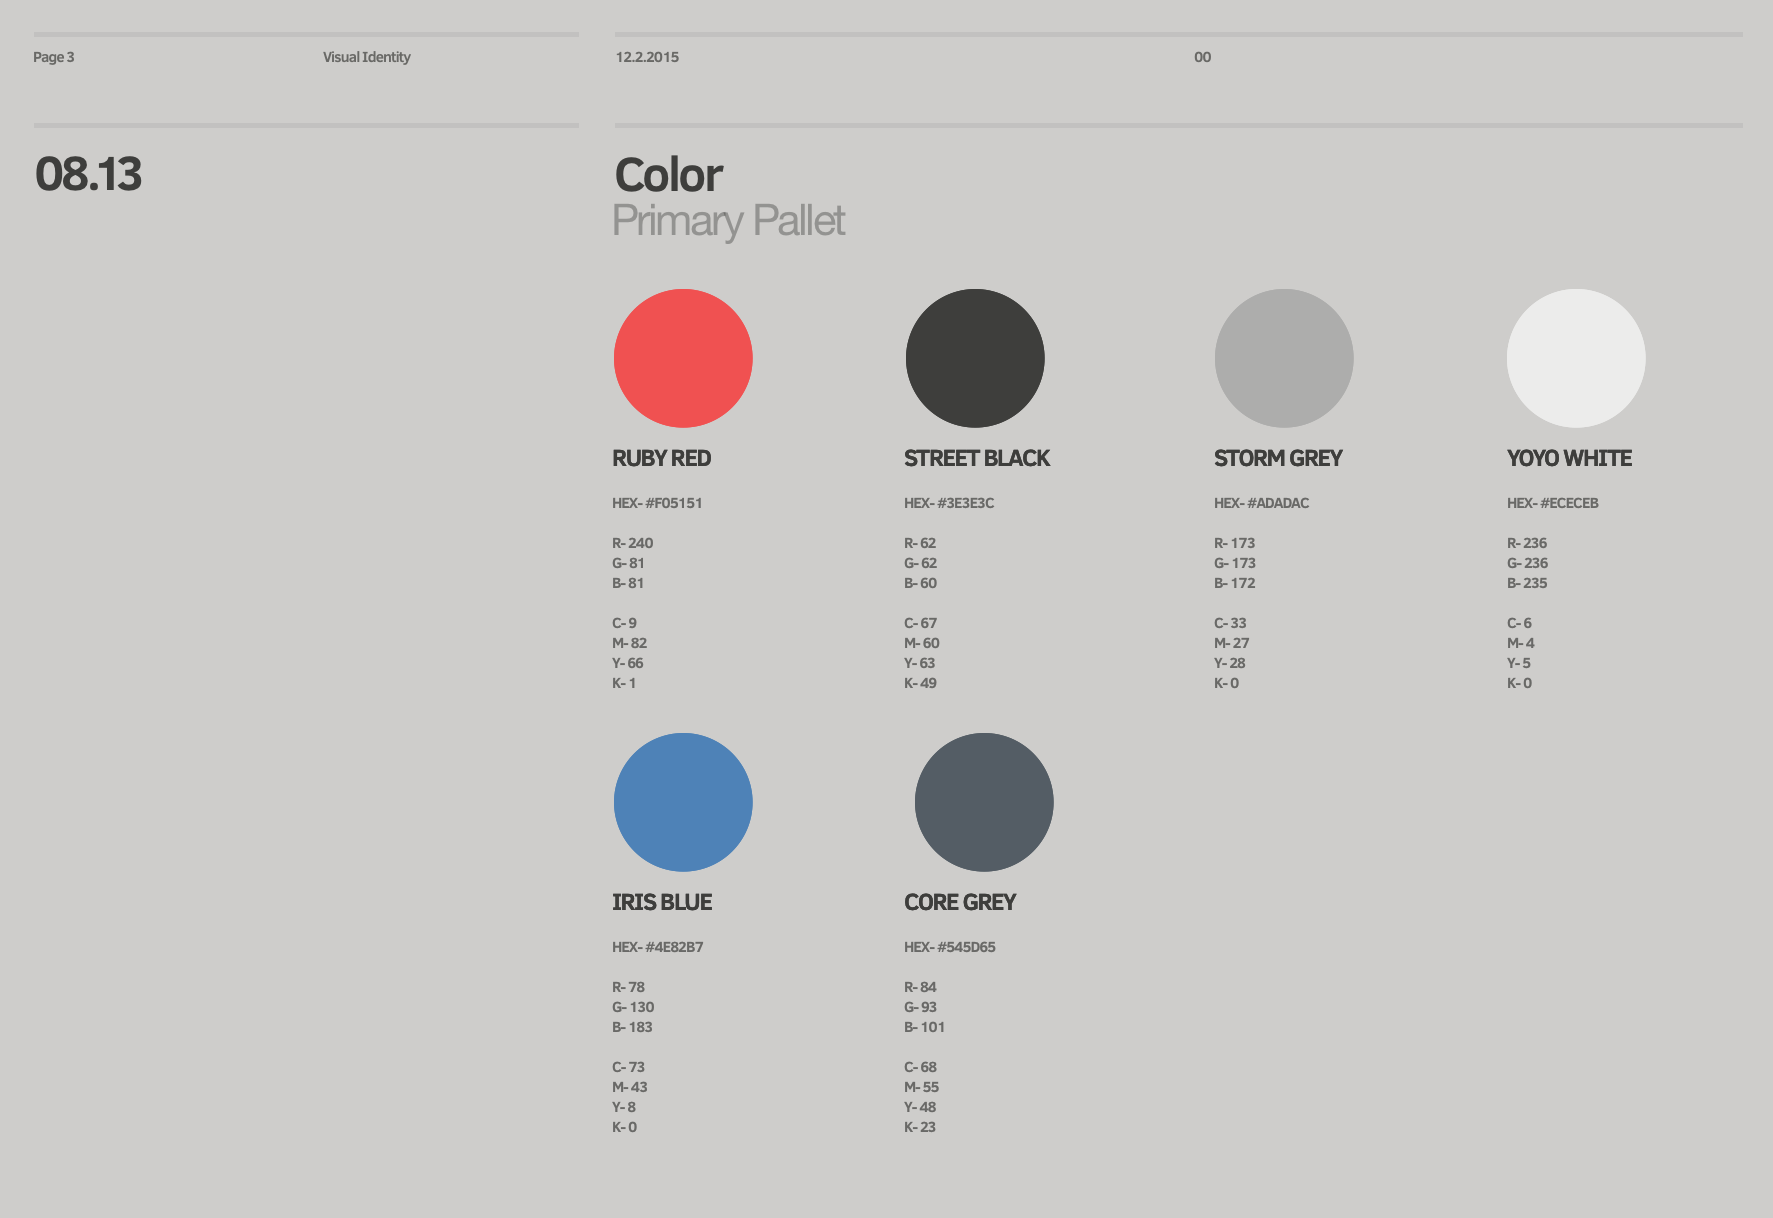 Page 3
Visual Identity
12.2.2015
00
08.13
Color
Primary Pallet
RUBY RED
HEX- #F05151
R- 240
G- 81
B- 81
C- 9
M- 82
Y- 66
K- 1
STREET BLACK
HEX- #3E3E3C
R- 62
G- 62
B- 60
C- 67
M- 60
Y- 63
K- 49
STORM GREY
HEX- #ADADAC
R- 173
G- 173
B- 172
C- 33
M- 27
Y- 28
K- 0
YOYO WHITE
HEX- #ECECEB
R- 236
G- 236
B- 235
C- 6
M- 4
Y- 5
K- 0
IRIS BLUE
HEX- #4E82B7
R- 78
G- 130
B- 183
C- 73
M- 43
Y- 8
K- 0
CORE GREY
HEX- #545D65
R- 84
G- 93
B- 101
C- 68
M- 55
Y- 48
K- 23